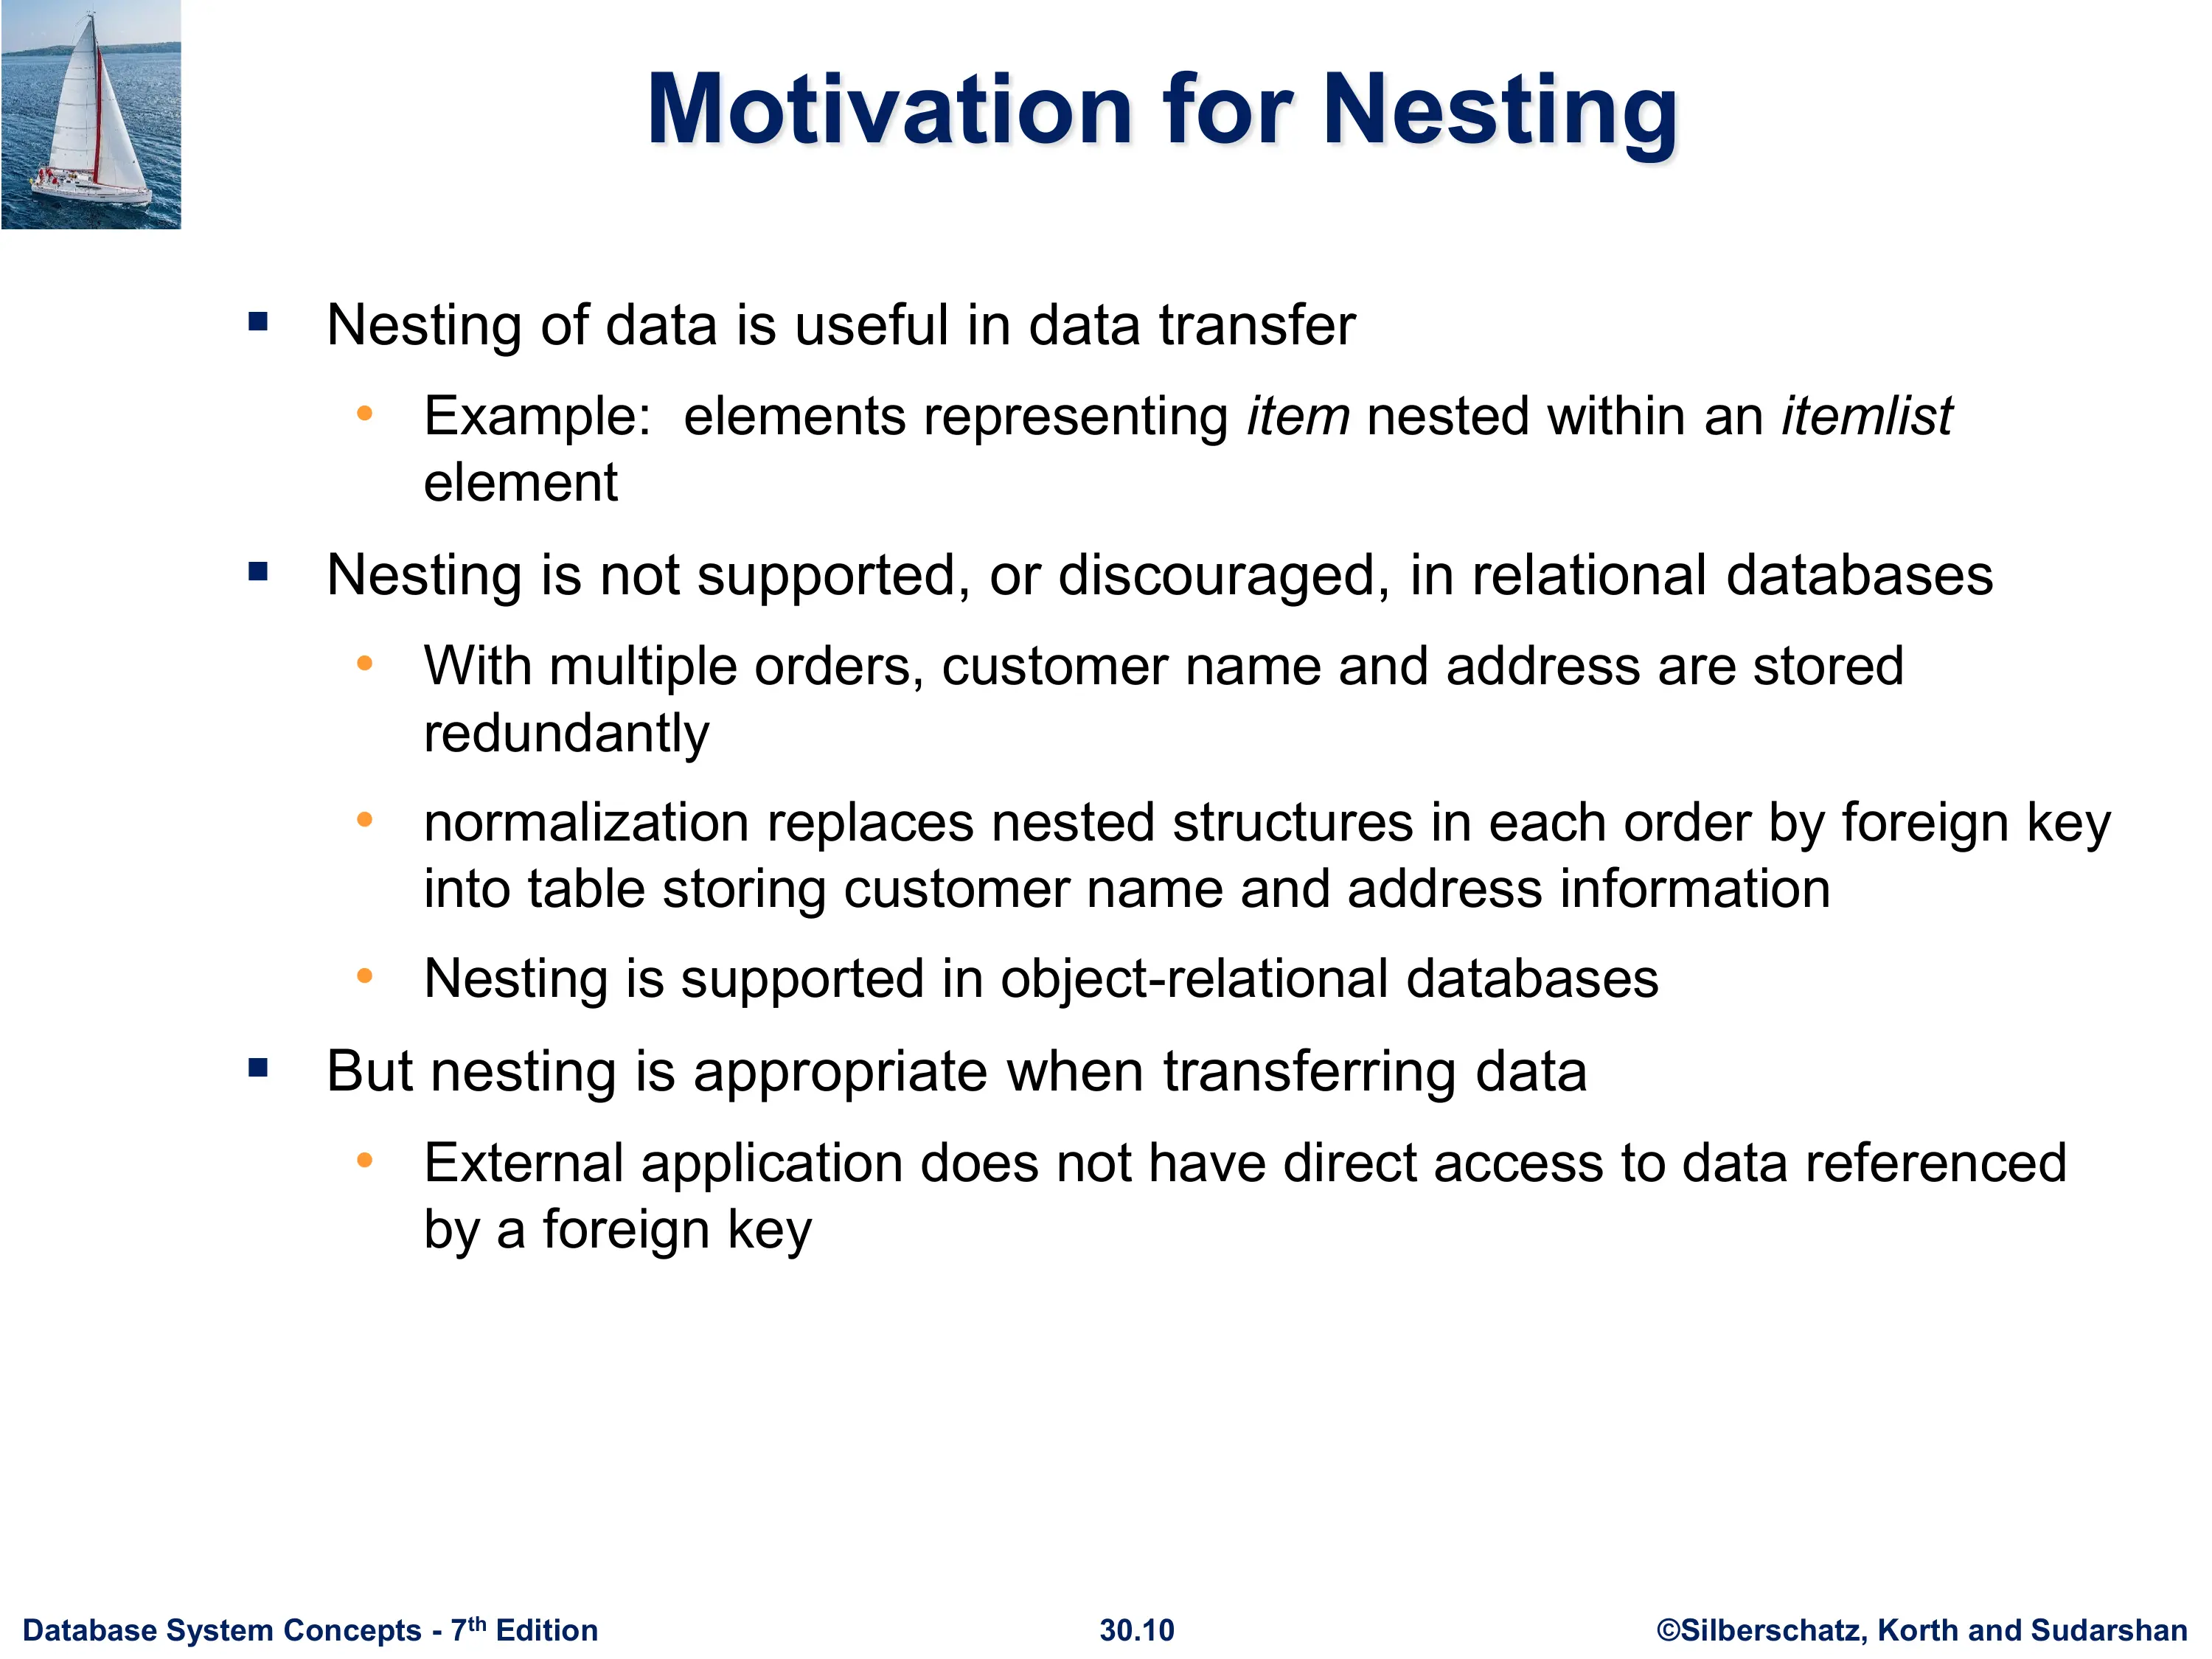 Motivation for Nesting
▪ Nesting of data is useful in data transfer
• Example:  elements representing item nested within an itemlist
element
▪ Nesting is not supported, or discouraged, in relational databases
• With multiple orders, customer name and address are stored
redundantly
• normalization replaces nested structures in each order by foreign key
into table storing customer name and address information
• Nesting is supported in object-relational databases
▪ But nesting is appropriate when transferring data
• External application does not have direct access to data referenced
by a foreign key
Database System Concepts - 7th Edition
30.10
©Silberschatz, Korth and Sudarshan